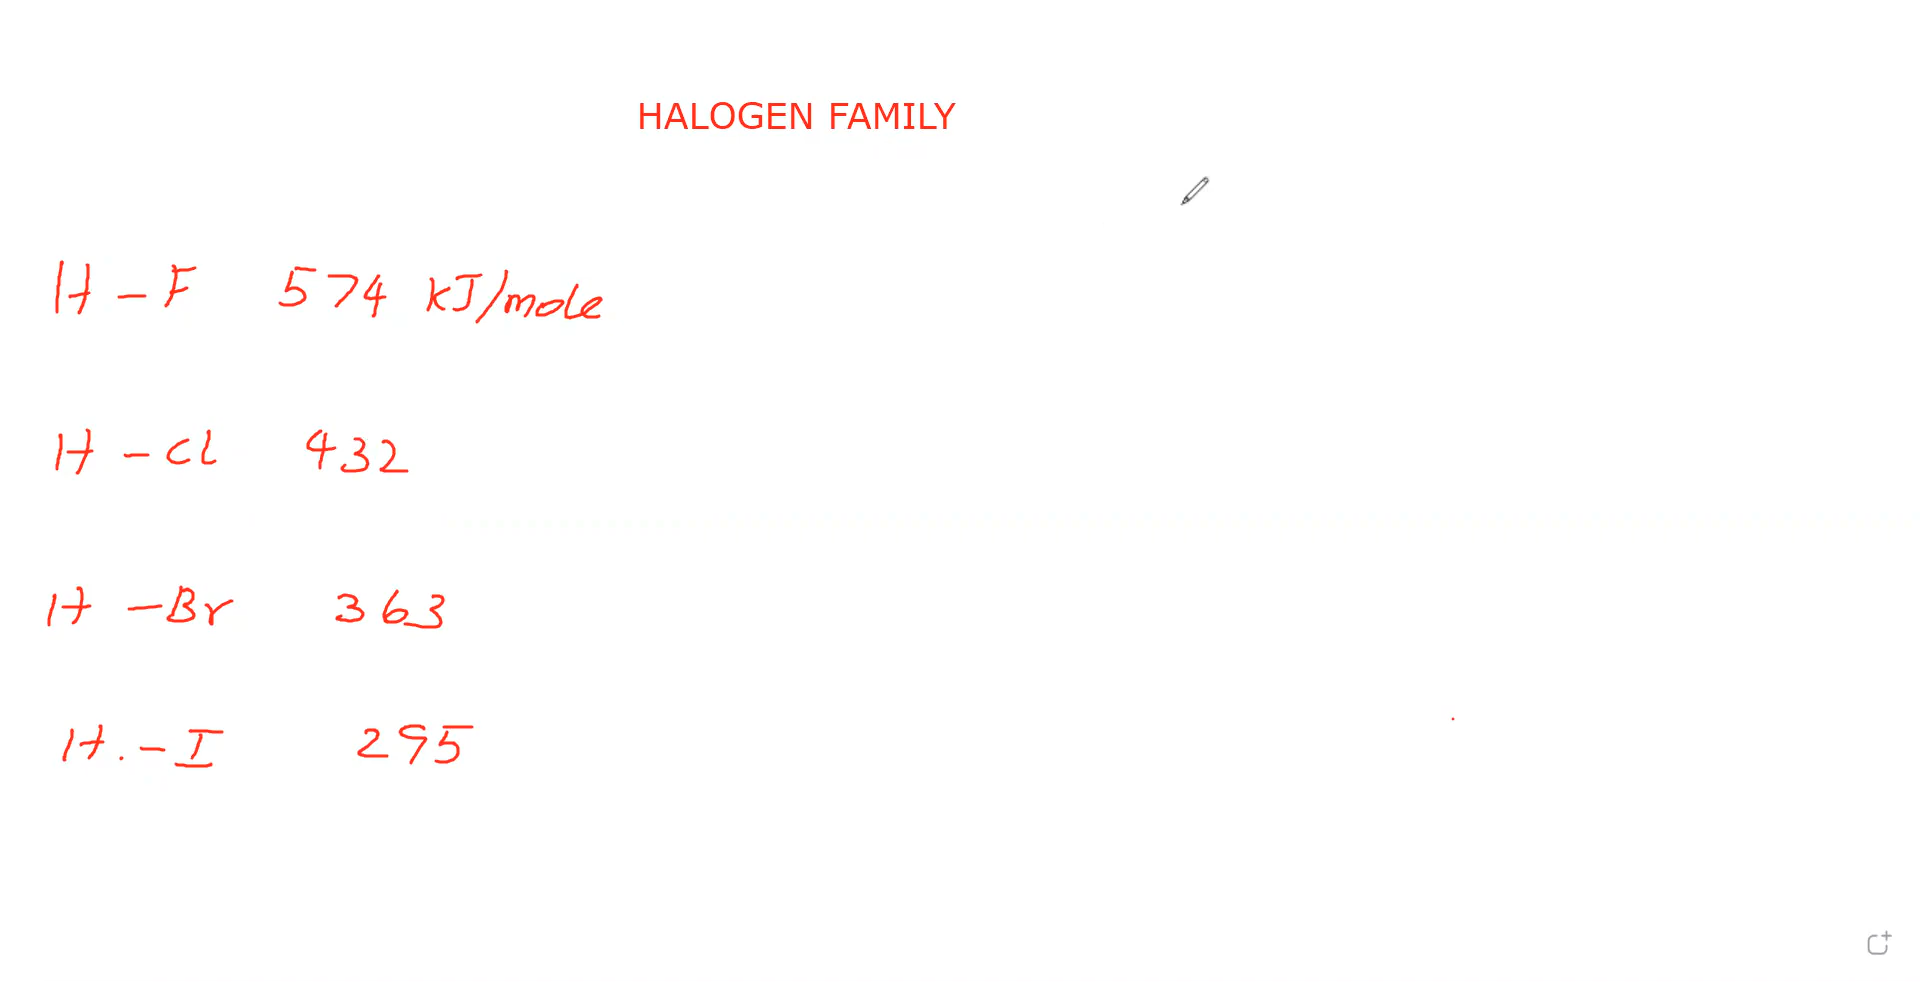 HALOGEN FAMILY
H - F 574 KJ/mole
H - Cl 432
H - Br 363
H. - I 295